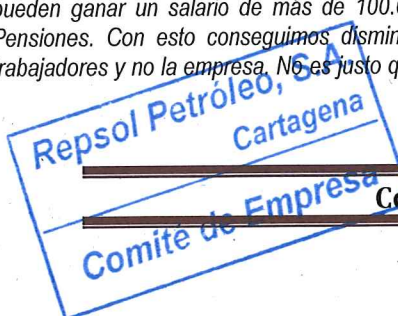 pueden ganar un salario de más de 100.0
Pensiones. Con esto conseguimos dismin
rabajadores y no la empresa. No es justo q
Repsol Petróleo, S.A.
Cartagena
Comité de Empresa
Co